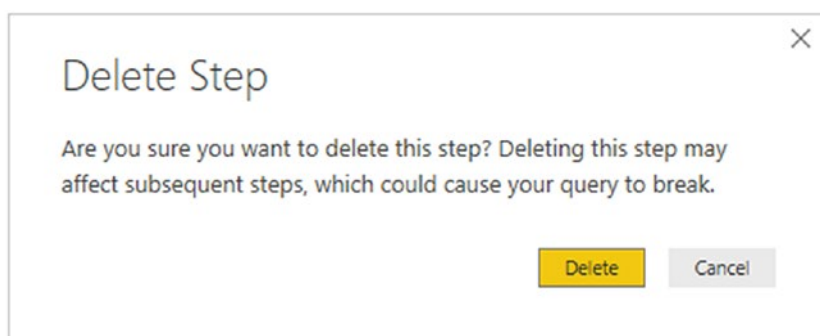 Delete Step
Are you sure you want to delete this step? Deleting this step may
affect subsequent steps, which could cause your query to break.
Delete
Cancel